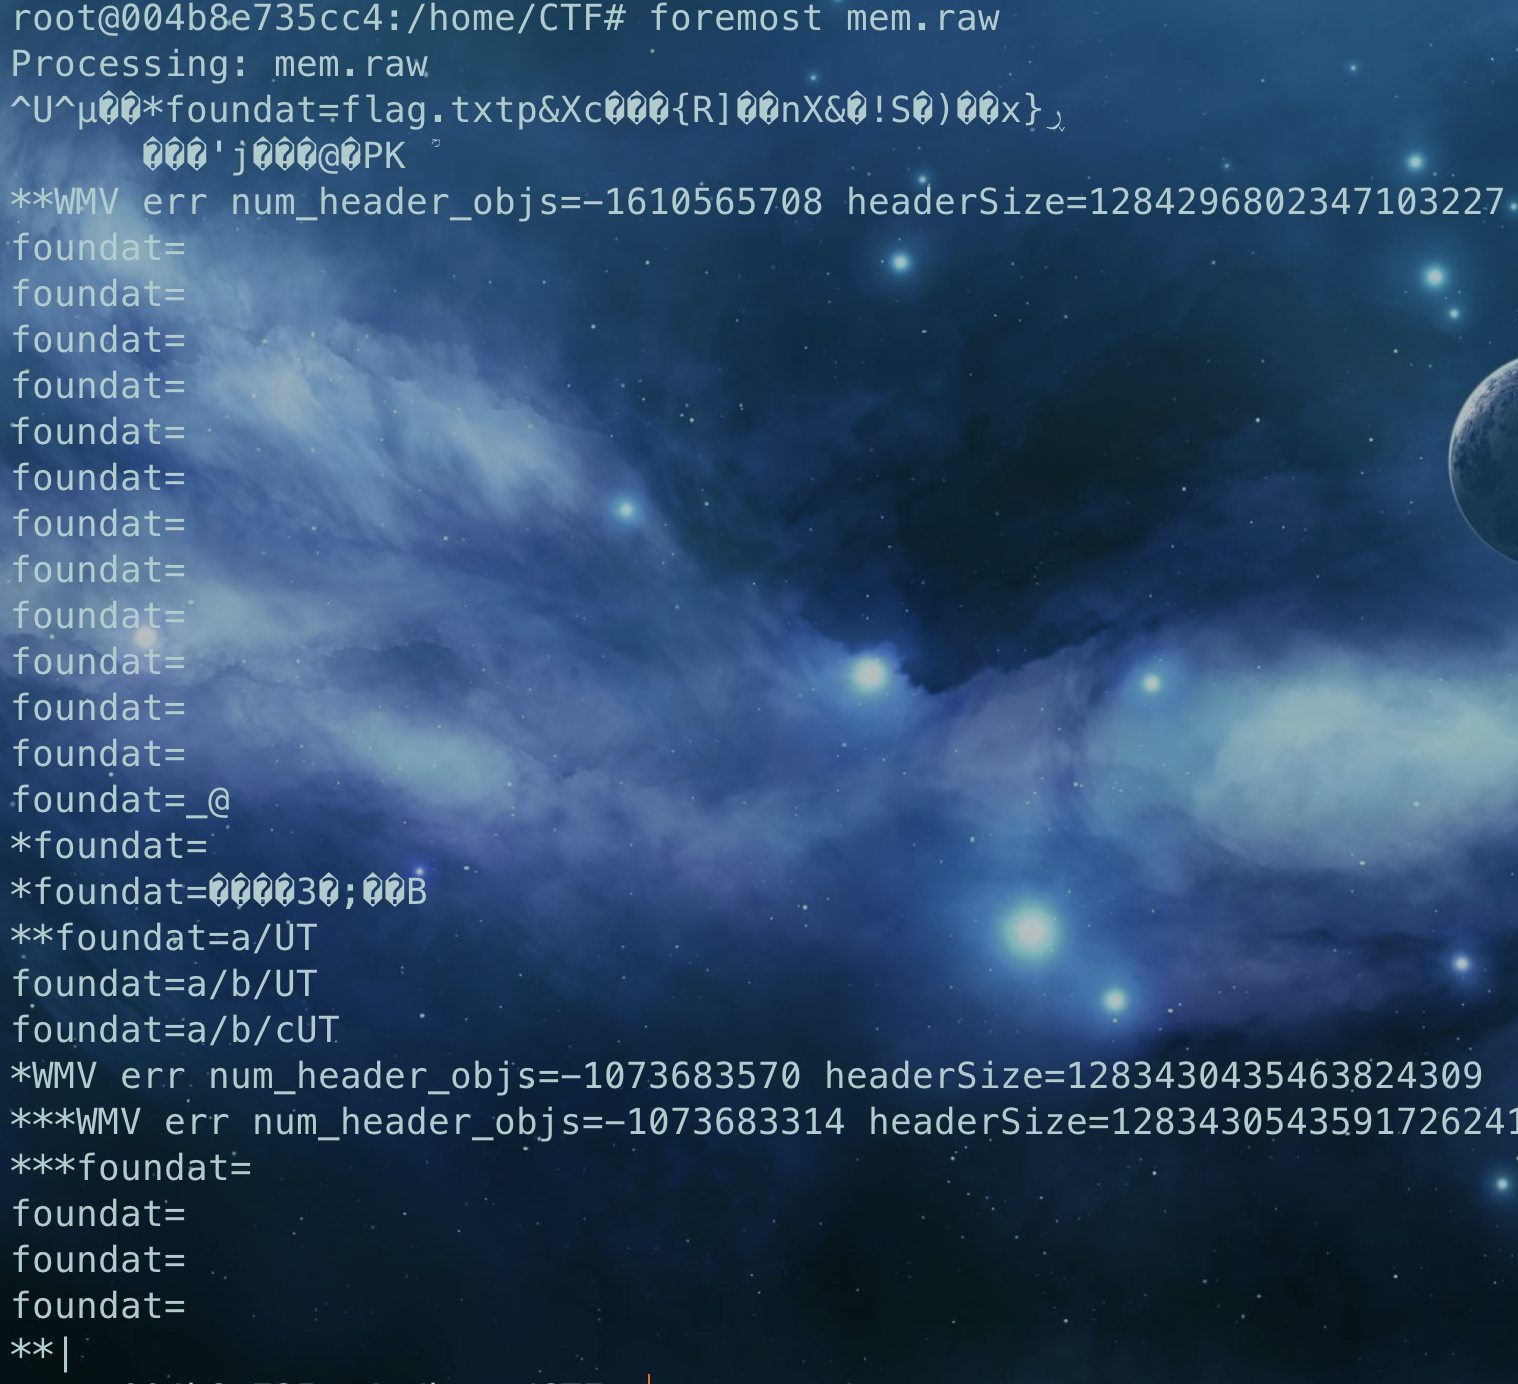 root@004b8e735cc4:/home/CTF# foremost mem.raw
Processing: mem.raw
^U^µ��*foundat=flag.txtp&Xc���{R]��nX&�!S�)��x}
���'j���@�PK
**WMV err num_header_objs=-1610565708 headerSize=1284296802347103227
foundat=
foundat=
foundat=
foundat=
foundat=
foundat=
foundat=
foundat=
foundat=
foundat=
foundat=
foundat=
foundat=_@
*foundat=
*foundat=����3�;��B
**foundat=a/UT
foundat=a/b/UT
foundat=a/b/cUT
*WMV err num_header_objs=-1073683570 headerSize=1283430435463824309
***WMV err num_header_objs=-1073683314 headerSize=1283430543591726241
***foundat=
foundat=
foundat=
foundat=
**|